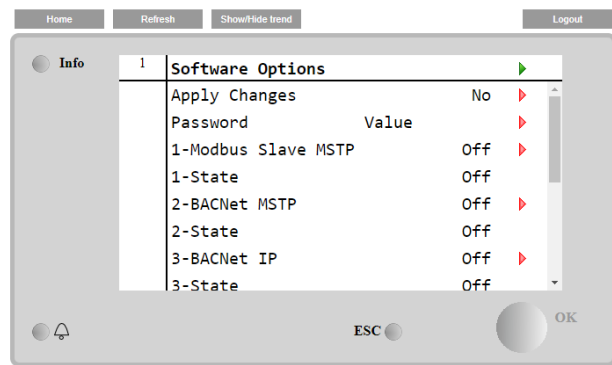 Home Refresh Show/Hide trend Logout
Info 1 Software Options
Apply Changes No
Password Value
1-Modbus Slave MSTP Off
1-State Off
2-BACNet MSTP Off
2-State Off
3-BACNet IP Off
3-State Off
ESC OK